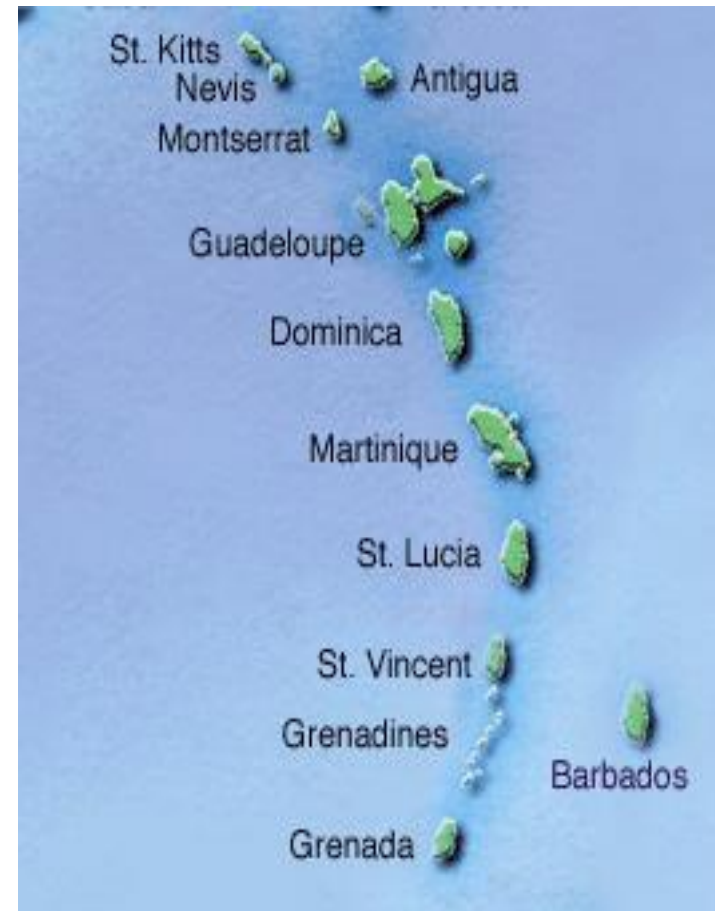 St. Kitts
Nevis
Antigua
Montserrat
Guadeloupe
Dominica
Martinique
St. Lucia
St. Vincent
Grenadines
Barbados
Grenada